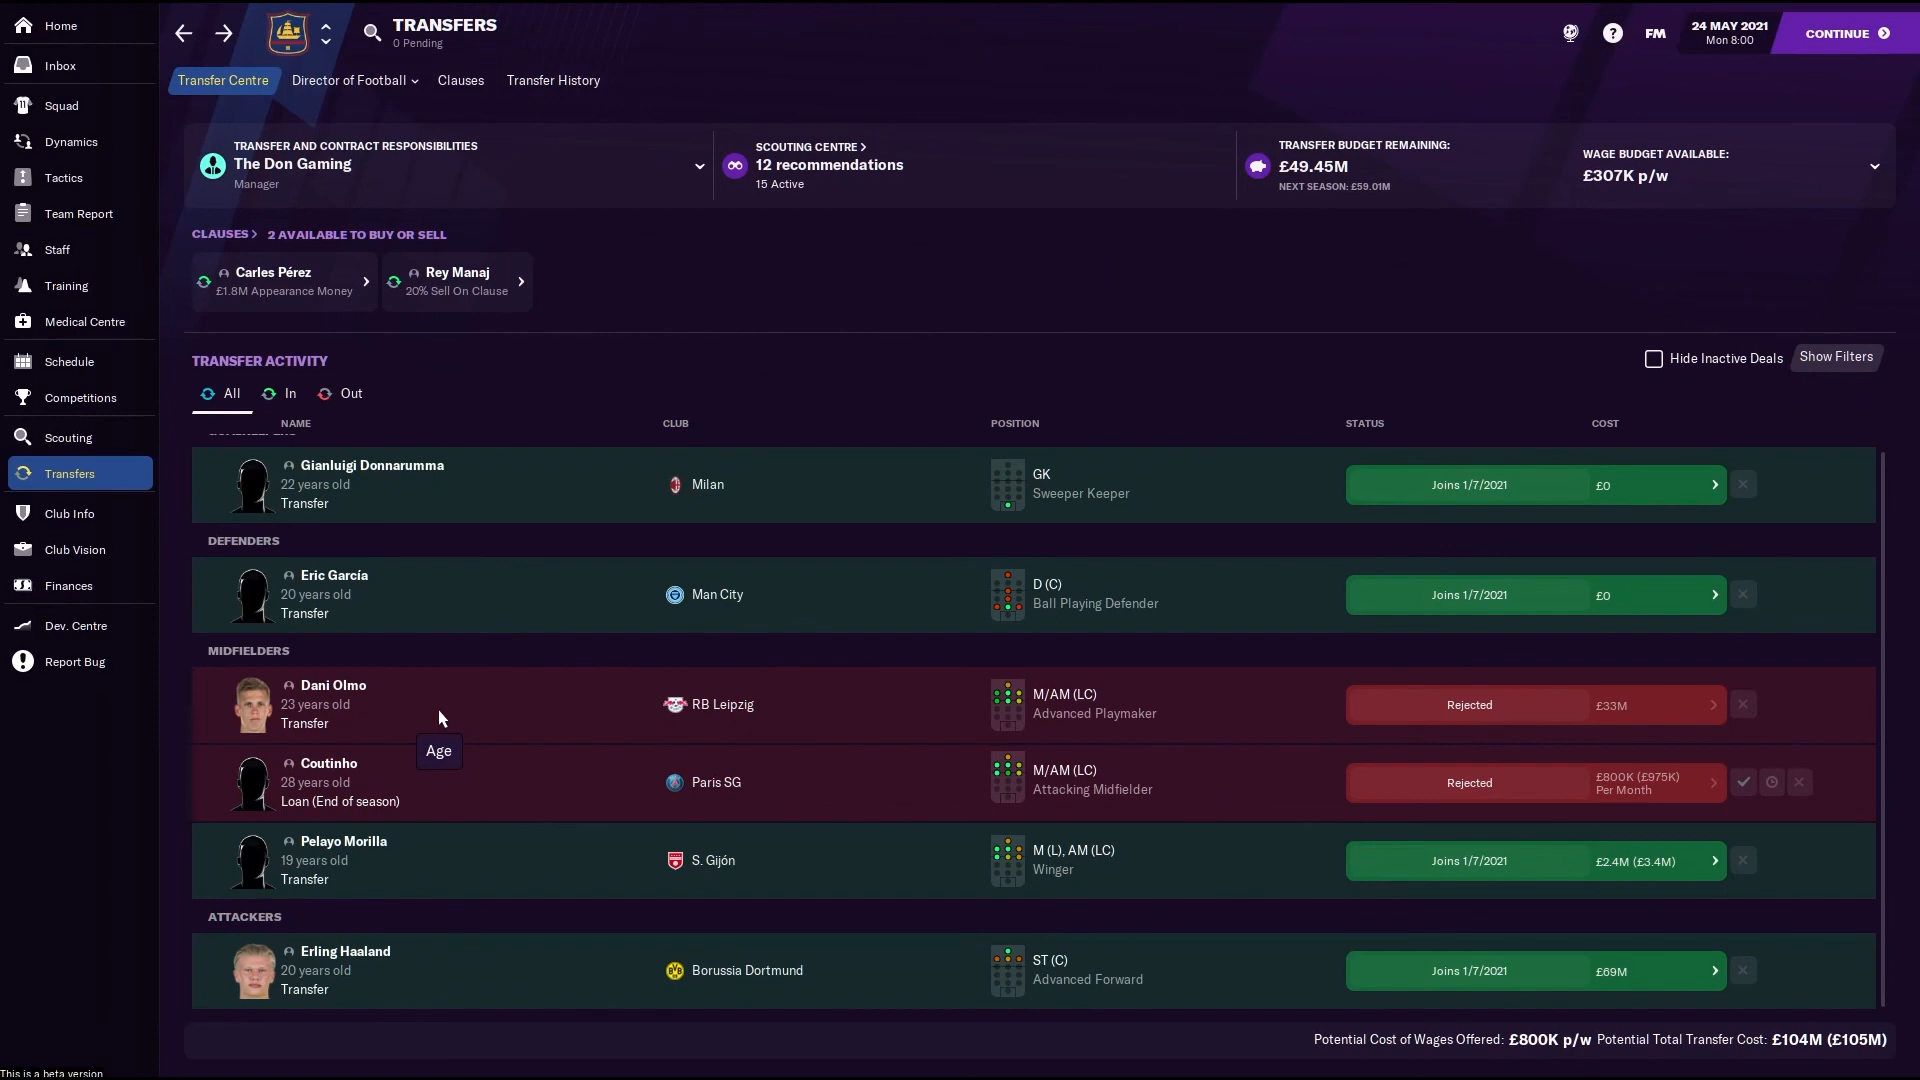 Home
Inbox
Squad
Dynamics
Tactics
Team Report
Staff
Training
Medical Centre
Schedule
Competitions
Scouting
Transfers
Club Info
Club Vision
Finances
Dev. Centre
Report Bug
This is a beta version
TRANSFERS
0 Pending
FM
24 MAY 2021
Mon 8:00
CONTINUE
Transfer Centre
Director of Football
Clauses
Transfer History
TRANSFER AND CONTRACT RESPONSIBILITIES
The Don Gaming
Manager
SCOUTING CENTRE >
12 recommendations
15 Active
TRANSFER BUDGET REMAINING:
£49.45M
NEXT SEASON: £59.01M
WAGE BUDGET AVAILABLE:
£307K p/w
CLAUSES > 2 AVAILABLE TO BUY OR SELL
Carles Pérez
£1.8M Appearance Money
Rey Manaj
20% Sell On Clause
TRANSFER ACTIVITY
Hide Inactive Deals
Show Filters
All In Out
NAME CLUB POSITION STATUS COST
Gianluigi Donnarumma
22 years old
Transfer
Milan
GK
Sweeper Keeper
Joins 1/7/2021
£0
DEFENDERS
Eric García
20 years old
Transfer
Man City
D (C)
Ball Playing Defender
Joins 1/7/2021
£0
MIDFIELDERS
Dani Olmo
23 years old
Transfer
RB Leipzig
M/AM (LC)
Advanced Playmaker
Rejected
£33M
Age
Coutinho
28 years old
Loan (End of season)
Paris SG
M/AM (LC)
Attacking Midfielder
Rejected
£800K (£975K)
Per Month
Pelayo Morilla
19 years old
Transfer
S. Gijón
M (L), AM (LC)
Winger
Joins 1/7/2021
£2.4M (£3.4M)
ATTACKERS
Erling Haaland
20 years old
Transfer
Borussia Dortmund
ST (C)
Advanced Forward
Joins 1/7/2021
£69M
Potential Cost of Wages Offered: £800K p/w Potential Total Transfer Cost: £104M (£105M)